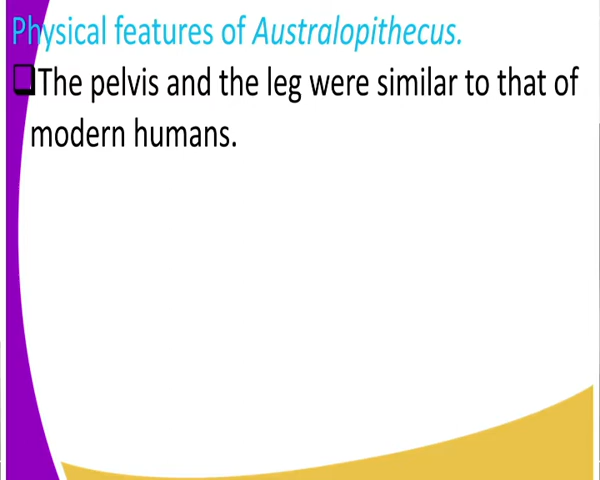 Physical features of Australopithecus.
❑The pelvis and the leg were similar to that of
modern humans.